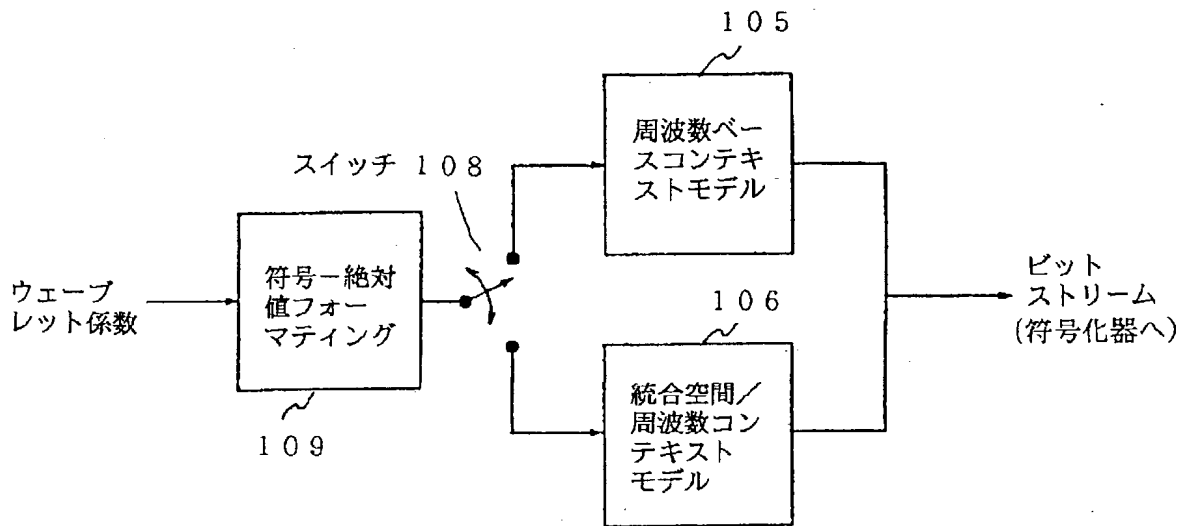 １０５
周波数ベー
スコンテキ
ストモデル
スイッチ １０８
符号－絶対
値フォー
マティング
ウェーブ
レット係数
１０９
１０６
統合空間／
周波数コン
テキスト
モデル
ビット
ストリーム
(符号化器へ)